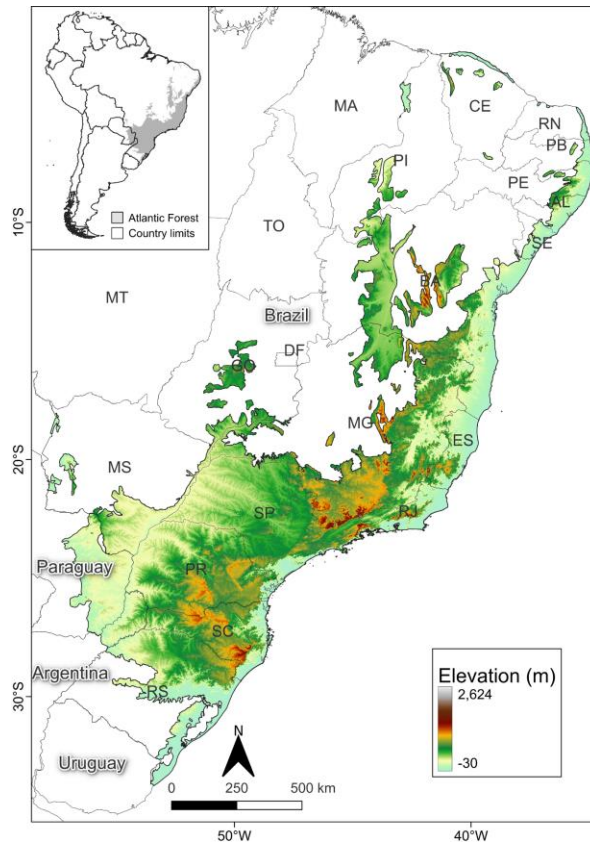 Atlantic Forest
Country limits
MA
CE
RN
PB
PI
PE
AL
SE
10°S
TO
BA
MT
Brazil
DF
GO
MG
ES
20°S
MS
SP
RJ
Paraguay
PR
SC
Argentina
RS
30°S
Uruguay
Elevation (m)
2,624
-30
N
0
250
500 km
50°W
40°W